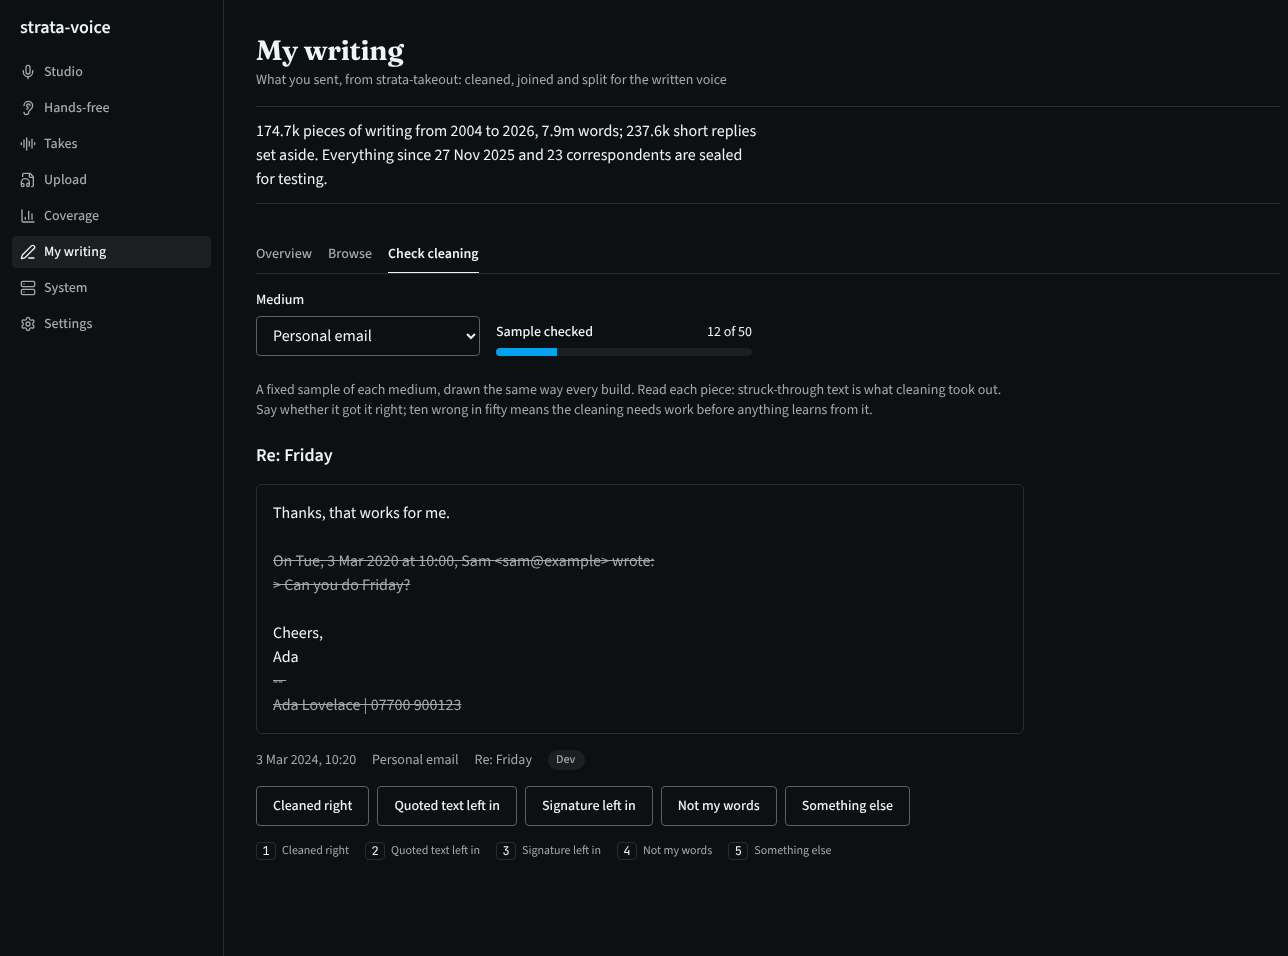 strata-voice
Studio
Hands-free
Takes
Upload
Coverage
My writing
System
Settings
My writing
What you sent, from strata-takeout: cleaned, joined and split for the written voice
174.7k pieces of writing from 2004 to 2026, 7.9m words; 237.6k short replies
set aside. Everything since 27 Nov 2025 and 23 correspondents are sealed
for testing.
Overview Browse Check cleaning
Medium
Personal email
Sample checked 12 of 50
A fixed sample of each medium, drawn the same way every build. Read each piece: struck-through text is what cleaning took out.
Say whether it got it right; ten wrong in fifty means the cleaning needs work before anything learns from it.
Re: Friday
Thanks, that works for me.
On Tue, 3 Mar 2020 at 10:00, Sam <sam@example> wrote:
> Can you do Friday?
Cheers,
Ada
--
Ada Lovelace | 07700 900123
3 Mar 2024, 10:20 Personal email Re: Friday Dev
Cleaned right Quoted text left in Signature left in Not my words Something else
1 Cleaned right 2 Quoted text left in 3 Signature left in 4 Not my words 5 Something else